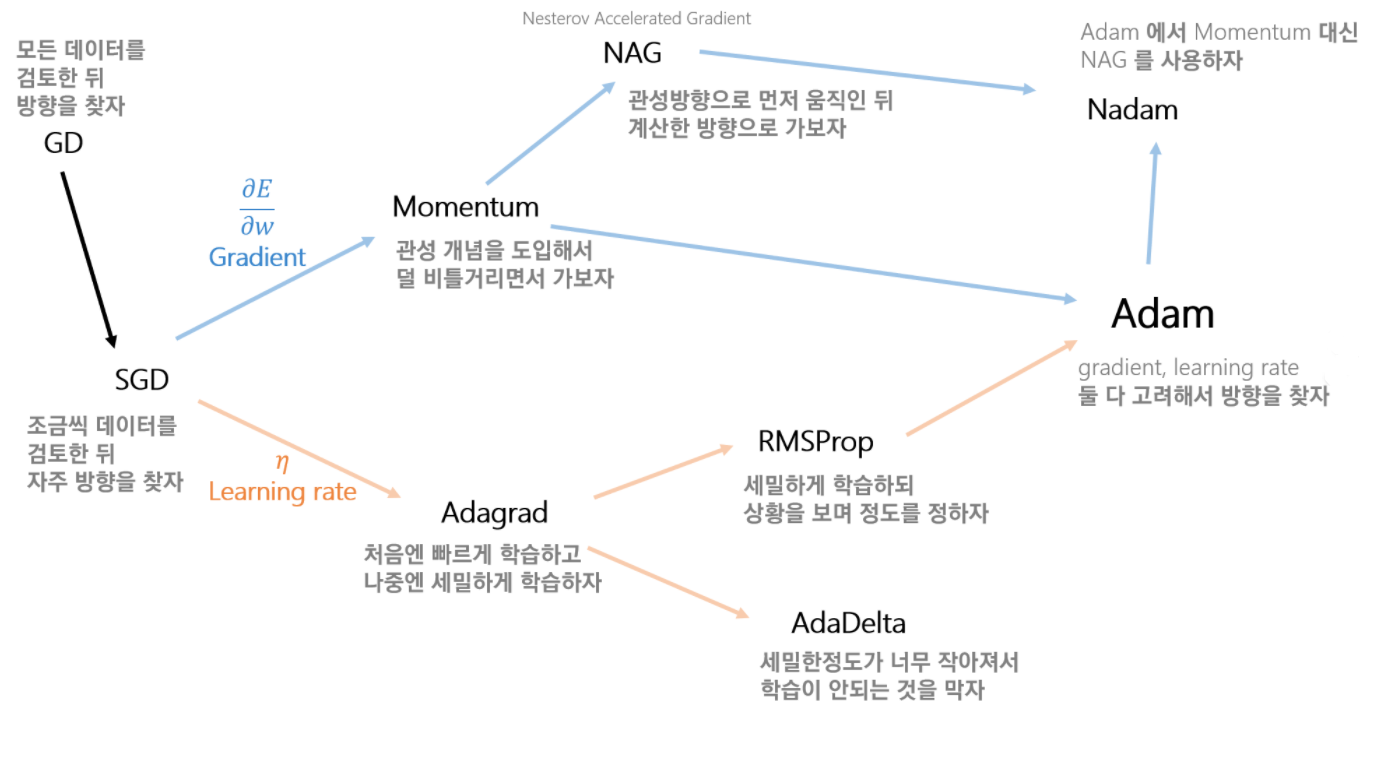 모든 데이터를
검토한 뒤
방향을 찾자
GD
SGD
조금씩 데이터를
검토한 뒤
자주 방향을 찾자
∂E
∂w
Gradient
η
Learning rate
Momentum
관성 개념을 도입해서
덜 비틀거리면서 가보자
Nesterov Accelerated Gradient
NAG
관성방향으로 먼저 움직인 뒤
계산한 방향으로 가보자
Adagrad
처음엔 빠르게 학습하고
나중엔 세밀하게 학습하자
RMSProp
세밀하게 학습하되
상황을 보며 정도를 정하자
AdaDelta
세밀한정도가 너무 작아져서
학습이 안되는 것을 막자
Adam 에서 Momentum 대신
NAG 를 사용하자
Nadam
Adam
gradient, learning rate
둘 다 고려해서 방향을 찾자